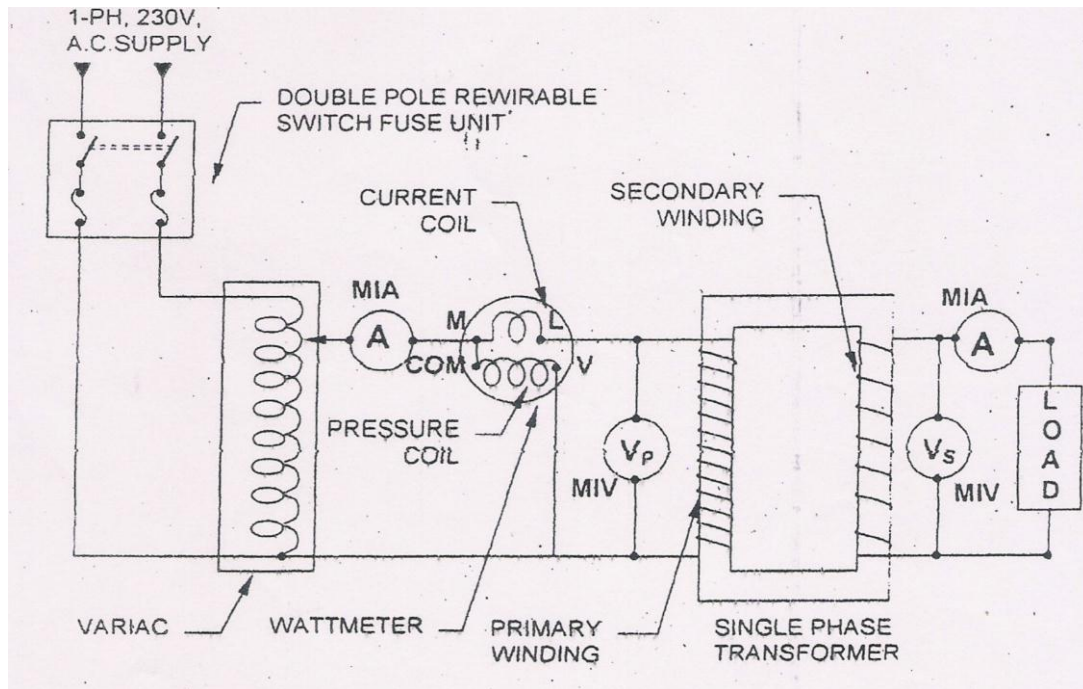 1-PH, 230V,
A.C.SUPPLY
DOUBLE POLE REWIRABLE
SWITCH FUSE UNIT
CURRENT
COIL
SECONDARY
WINDING
MIA
A
M
L
COM
V
PRESSURE
COIL
VP
MIV
MIA
A
VS
MIV
LOAD
VARIAC
WATTMETER
PRIMARY
WINDING
SINGLE PHASE
TRANSFORMER